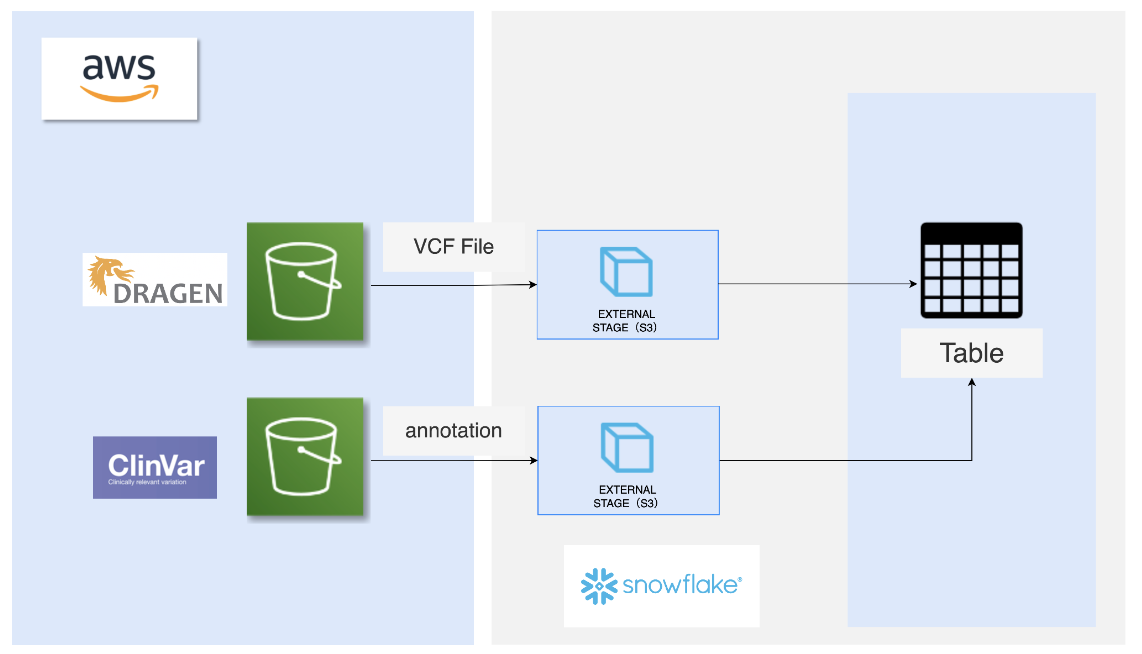 aws
VCF File
DRAGEN
EXTERNAL
STAGE（S3）
Table
annotation
ClinVar
Clinically relevant variation
EXTERNAL
STAGE（S3）
snowflake®